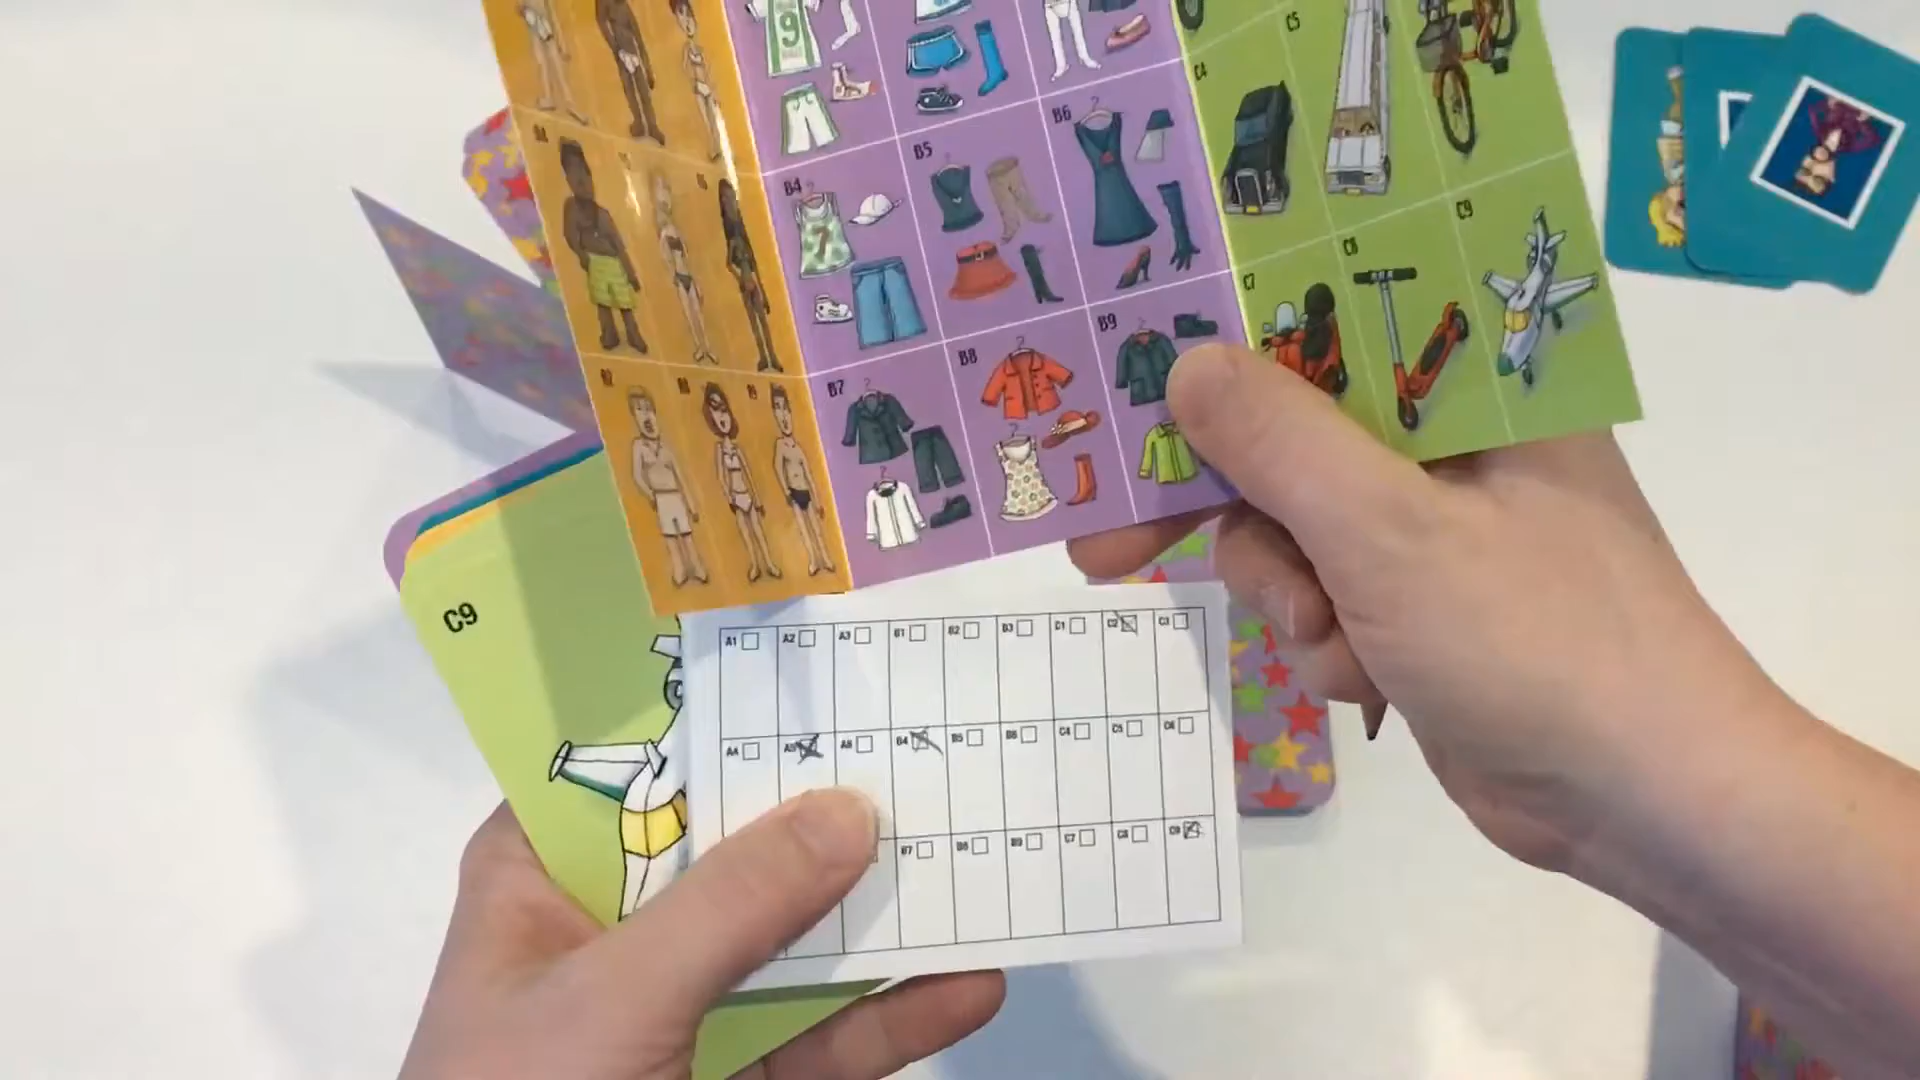 9
C5
C4
B6
B5
B4
7
C9
C8
C7
B9
B8
B7
C9
A1 A2 A3 B1 B2 B3 C1 C2 C3
A4 A5 A6 B4 B5 B6 C4 C5 C6
B7 B8 B9 C7 C8 C9